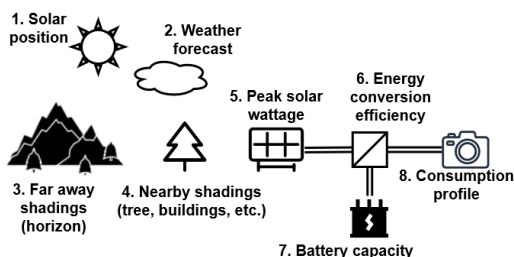 1. Solar
position
2. Weather
forecast
3. Far away
shadings
(horizon)
4. Nearby shadings
(tree, buildings, etc.)
5. Peak solar
wattage
6. Energy
conversion
efficiency
7. Battery capacity
8. Consumption
profile